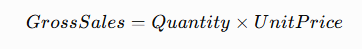 GrossSales = Quantity × UnitPrice